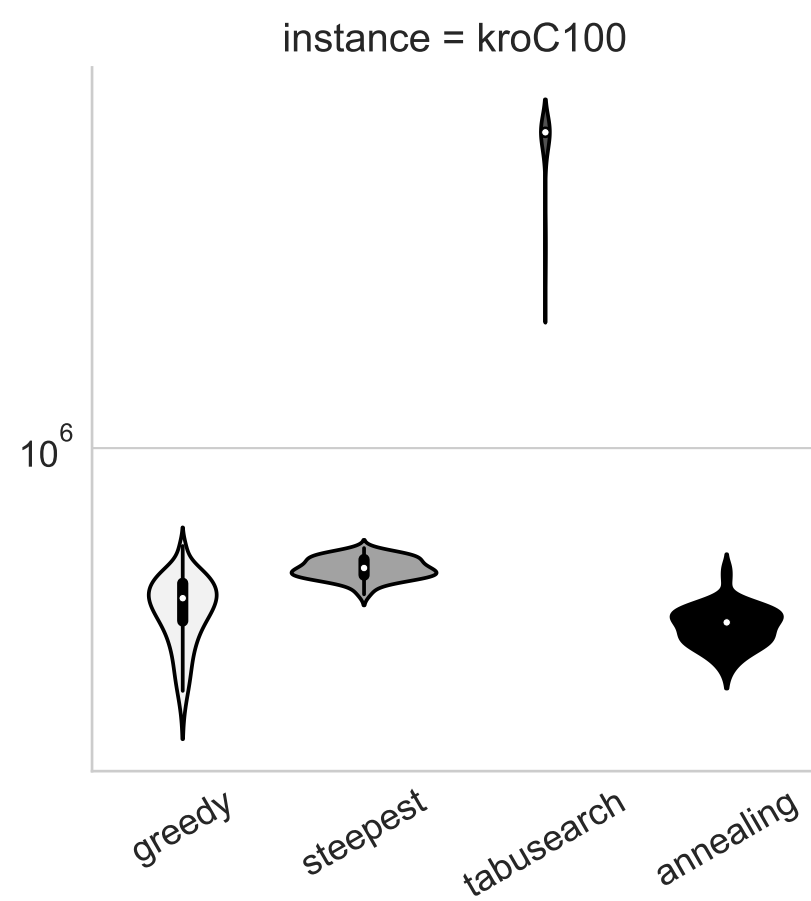 instance = kroC100
10^6
greedy
steepest
tabusearch
annealing